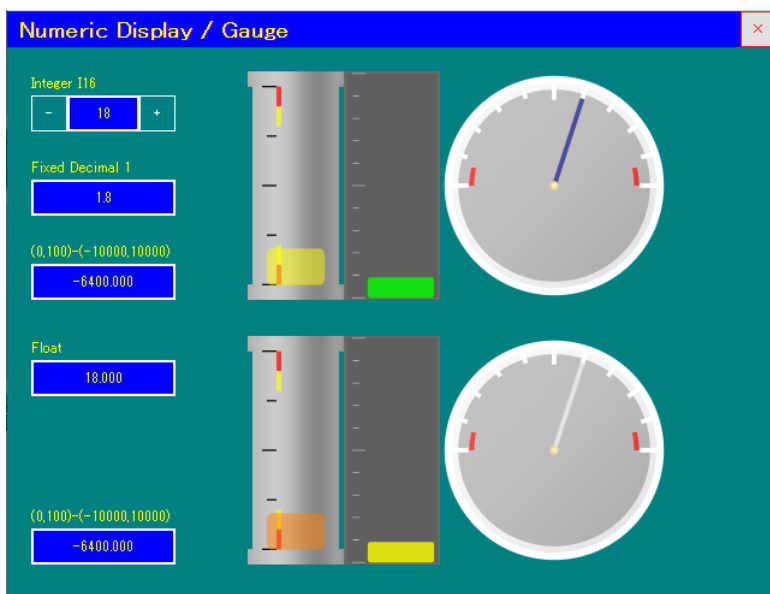 Numeric Display / Gauge
×
Integer I16
- 18 +
Fixed Decimal 1
1.8
(0,100)-(-10000,10000)
-6400.000
Float
18.000
(0,100)-(-10000,10000)
-6400.000